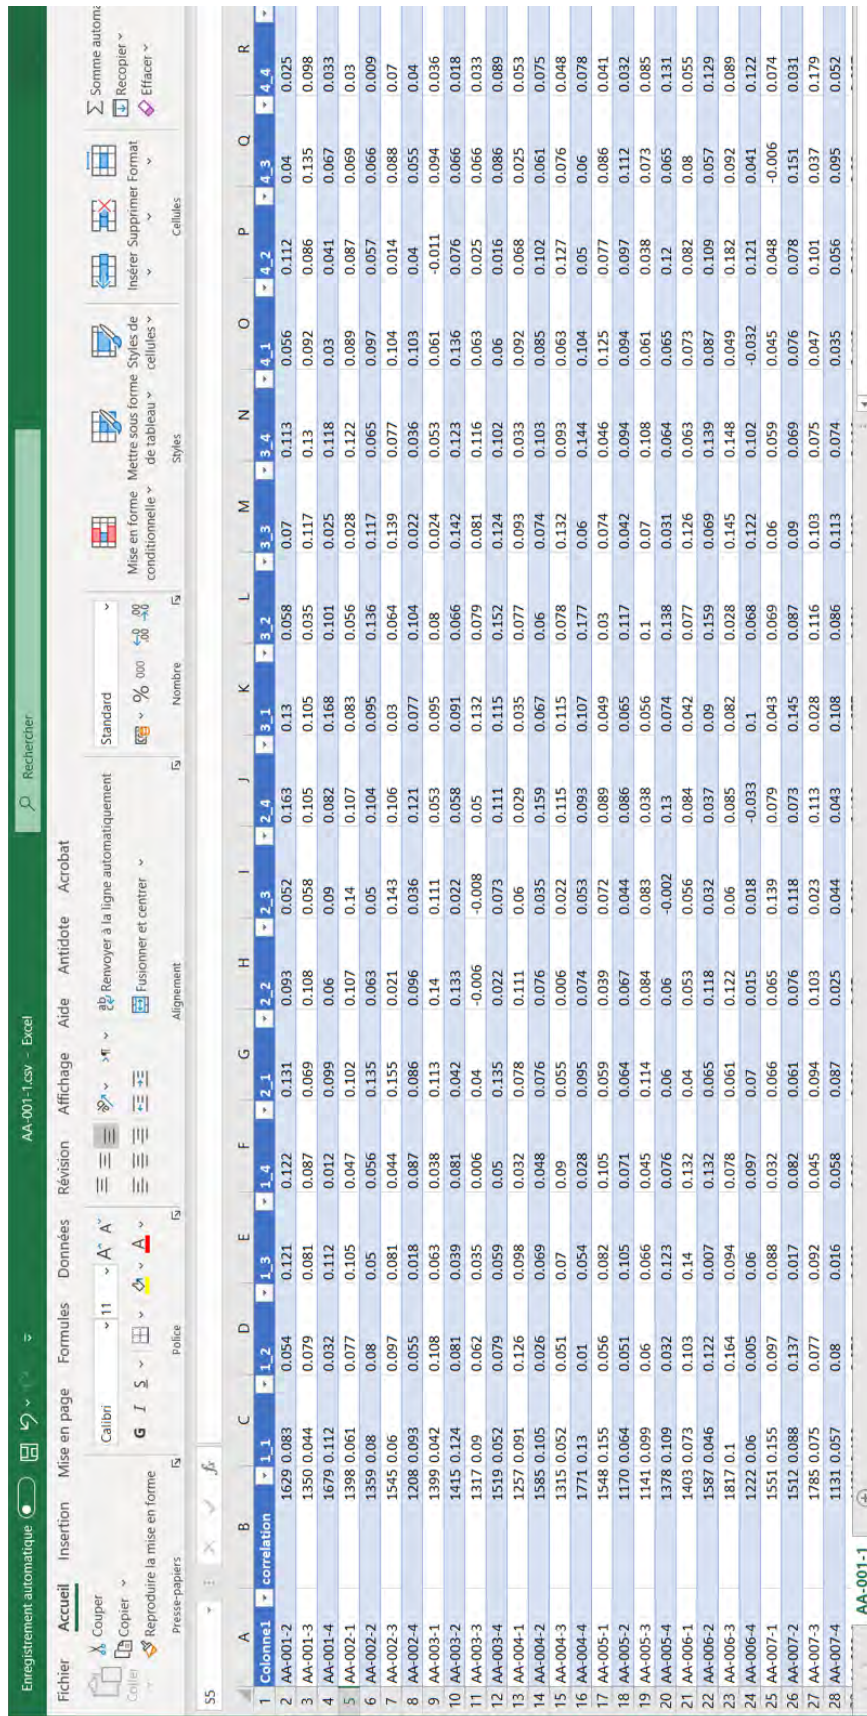 Enregistrement automatique AA-001-1.csv - Excel Rechercher
Fichier Accueil Insertion Mise en page Formules Données Révision Affichage Aide Antidote Acrobat
Coller
Couper
Copier
Reproduire la mise en forme
Presse-papiers
Calibri 11 A A
G I S A
Police
Renvoyer à la ligne automatiquement
Fusionner et centrer
Alignement
Standard
% 000
Nombre
Mise en forme conditionnelle
Mettre sous forme de tableau
Styles de cellules
Styles
Insérer Supprimer Format
Cellules
Σ Somme automa
Recopier
Effacer
S5 fx
A B C D E F G H I J K L M N O P Q R
1 Colonne1 correlation 1_1 1_2 1_3 1_4 2_1 2_2 2_3 2_4 3_1 3_2 3_3 3_4 4_1 4_2 4_3 4_4
2 AA-001-2 1629 0.083 0.054 0.121 0.122 0.131 0.093 0.052 0.163 0.13 0.058 0.07 0.113 0.056 0.112 0.04 0.025
3 AA-001-3 1350 0.044 0.079 0.081 0.087 0.069 0.108 0.058 0.105 0.105 0.035 0.117 0.13 0.092 0.086 0.135 0.098
4 AA-001-4 1679 0.112 0.032 0.112 0.012 0.099 0.06 0.09 0.082 0.168 0.101 0.025 0.118 0.03 0.041 0.067 0.033
5 AA-002-1 1398 0.061 0.077 0.105 0.047 0.102 0.107 0.14 0.107 0.083 0.056 0.028 0.122 0.089 0.087 0.069 0.03
6 AA-002-2 1359 0.08 0.08 0.05 0.056 0.135 0.063 0.05 0.104 0.095 0.136 0.117 0.065 0.097 0.057 0.066 0.009
7 AA-002-3 1545 0.06 0.097 0.081 0.044 0.155 0.021 0.143 0.106 0.03 0.064 0.139 0.077 0.104 0.014 0.088 0.07
8 AA-002-4 1208 0.093 0.055 0.018 0.087 0.086 0.096 0.036 0.121 0.077 0.104 0.022 0.036 0.103 0.04 0.055 0.04
9 AA-003-1 1399 0.042 0.108 0.063 0.038 0.113 0.14 0.111 0.053 0.095 0.08 0.024 0.053 0.061 -0.011 0.094 0.036
10 AA-003-2 1415 0.124 0.081 0.039 0.081 0.042 0.133 0.022 0.058 0.091 0.066 0.142 0.123 0.136 0.076 0.066 0.018
11 AA-003-3 1317 0.09 0.062 0.035 0.006 0.04 -0.006 -0.008 0.05 0.132 0.079 0.081 0.116 0.063 0.025 0.066 0.033
12 AA-003-4 1519 0.052 0.079 0.059 0.05 0.135 0.022 0.073 0.111 0.115 0.152 0.124 0.102 0.06 0.016 0.086 0.089
13 AA-004-1 1257 0.091 0.126 0.098 0.032 0.078 0.111 0.06 0.029 0.035 0.077 0.093 0.033 0.092 0.068 0.025 0.053
14 AA-004-2 1585 0.105 0.026 0.069 0.048 0.076 0.076 0.035 0.159 0.067 0.06 0.074 0.103 0.085 0.102 0.061 0.075
15 AA-004-3 1315 0.052 0.051 0.07 0.09 0.055 0.006 0.022 0.115 0.115 0.078 0.132 0.093 0.063 0.127 0.076 0.048
16 AA-004-4 1771 0.13 0.01 0.054 0.028 0.095 0.074 0.053 0.093 0.107 0.177 0.06 0.144 0.104 0.05 0.06 0.078
17 AA-005-1 1548 0.155 0.056 0.082 0.105 0.059 0.039 0.072 0.089 0.049 0.03 0.074 0.046 0.125 0.077 0.086 0.041
18 AA-005-2 1170 0.064 0.051 0.105 0.071 0.064 0.067 0.044 0.086 0.065 0.117 0.042 0.094 0.094 0.097 0.112 0.032
19 AA-005-3 1141 0.099 0.06 0.066 0.045 0.114 0.084 0.083 0.038 0.056 0.1 0.07 0.108 0.061 0.038 0.073 0.085
20 AA-005-4 1378 0.109 0.032 0.123 0.076 0.06 0.06 -0.002 0.13 0.074 0.138 0.031 0.064 0.065 0.12 0.065 0.131
21 AA-006-1 1403 0.073 0.103 0.14 0.132 0.04 0.053 0.056 0.084 0.042 0.077 0.126 0.063 0.073 0.082 0.08 0.055
22 AA-006-2 1587 0.046 0.122 0.007 0.132 0.065 0.118 0.032 0.037 0.09 0.159 0.069 0.139 0.087 0.109 0.057 0.129
23 AA-006-3 1817 0.1 0.164 0.094 0.078 0.061 0.122 0.06 0.085 0.082 0.028 0.145 0.148 0.049 0.182 0.092 0.089
24 AA-006-4 1222 0.06 0.005 0.06 0.097 0.07 0.015 0.018 -0.033 0.1 0.068 0.122 0.102 -0.032 0.121 0.041 0.122
25 AA-007-1 1551 0.155 0.097 0.088 0.032 0.066 0.065 0.139 0.079 0.043 0.069 0.06 0.059 0.045 0.048 -0.006 0.074
26 AA-007-2 1512 0.088 0.137 0.017 0.082 0.061 0.076 0.118 0.073 0.145 0.087 0.09 0.069 0.076 0.078 0.151 0.031
27 AA-007-3 1785 0.075 0.077 0.092 0.045 0.094 0.103 0.023 0.113 0.028 0.116 0.103 0.075 0.047 0.101 0.037 0.179
28 AA-007-4 1131 0.057 0.08 0.016 0.058 0.087 0.025 0.044 0.043 0.108 0.086 0.113 0.074 0.035 0.056 0.095 0.052
AA-001-1